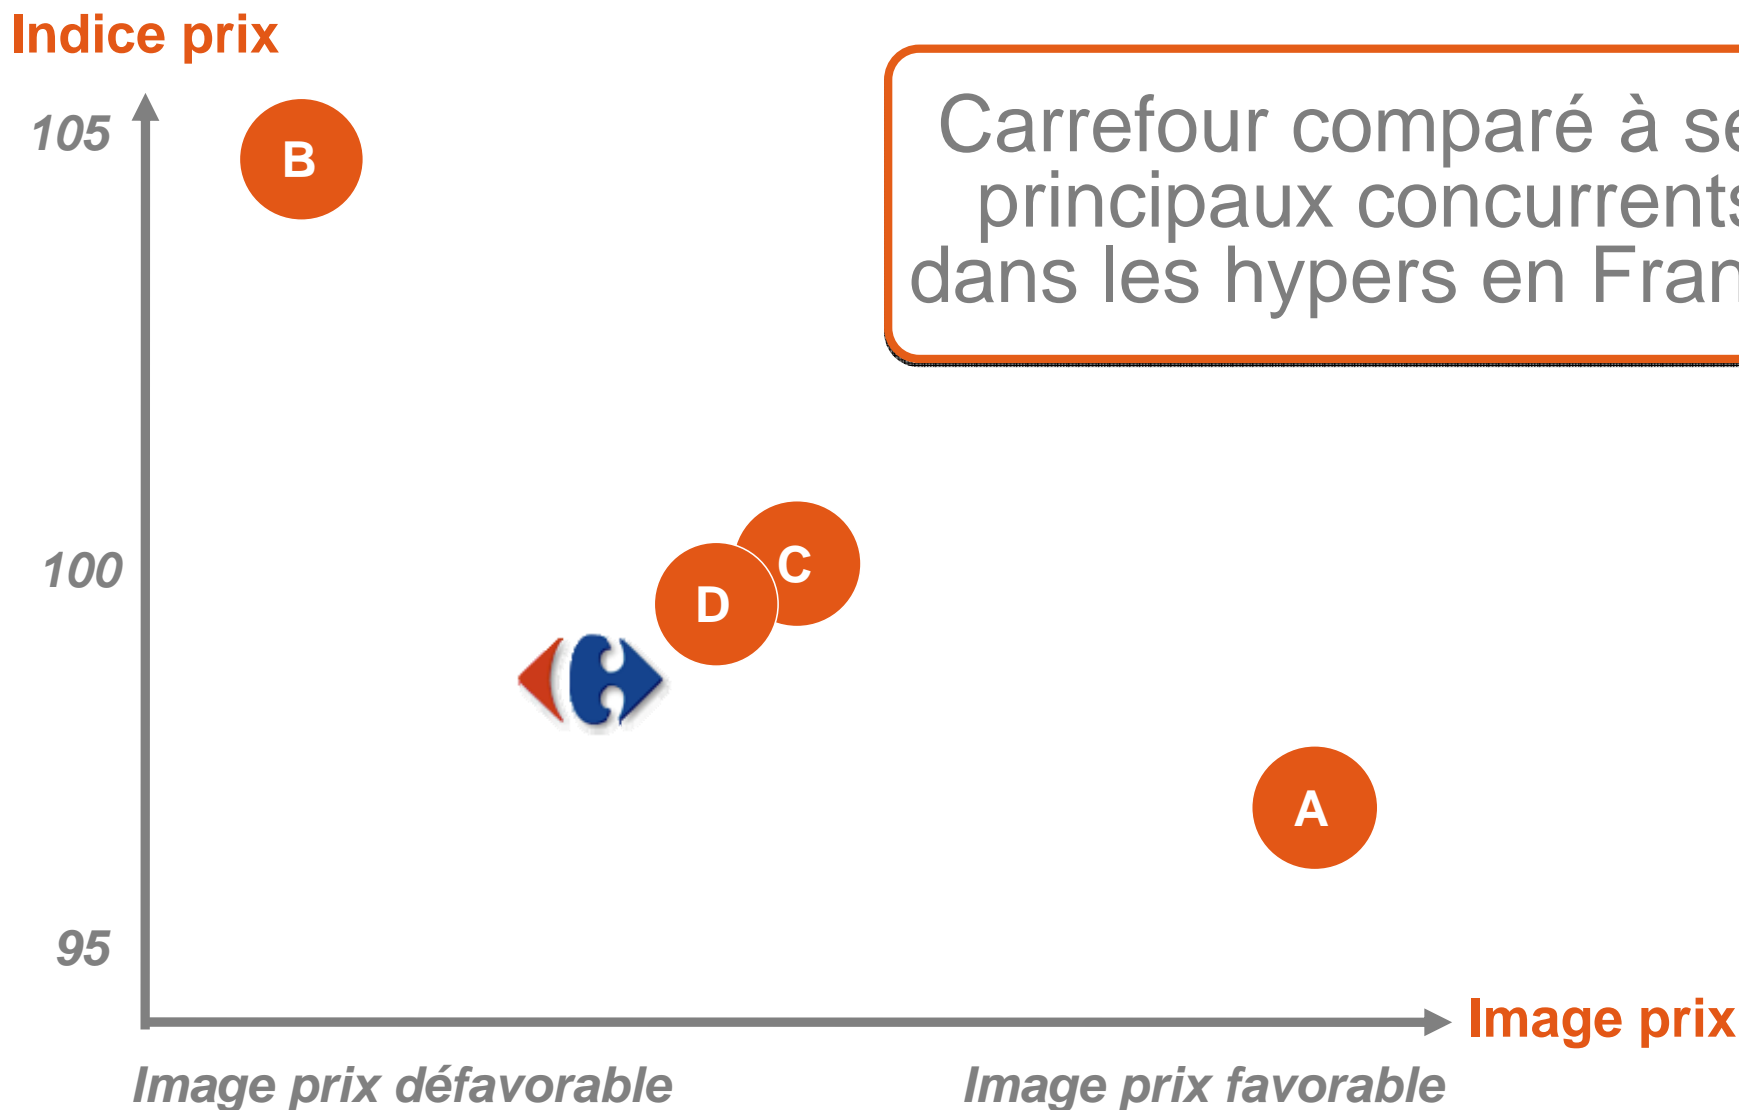 Indice prix
Carrefour comparé à se
principaux concurrents
dans les hypers en Fran
105
B
100
C
D
A
95
Image prix
Image prix défavorable
Image prix favorable